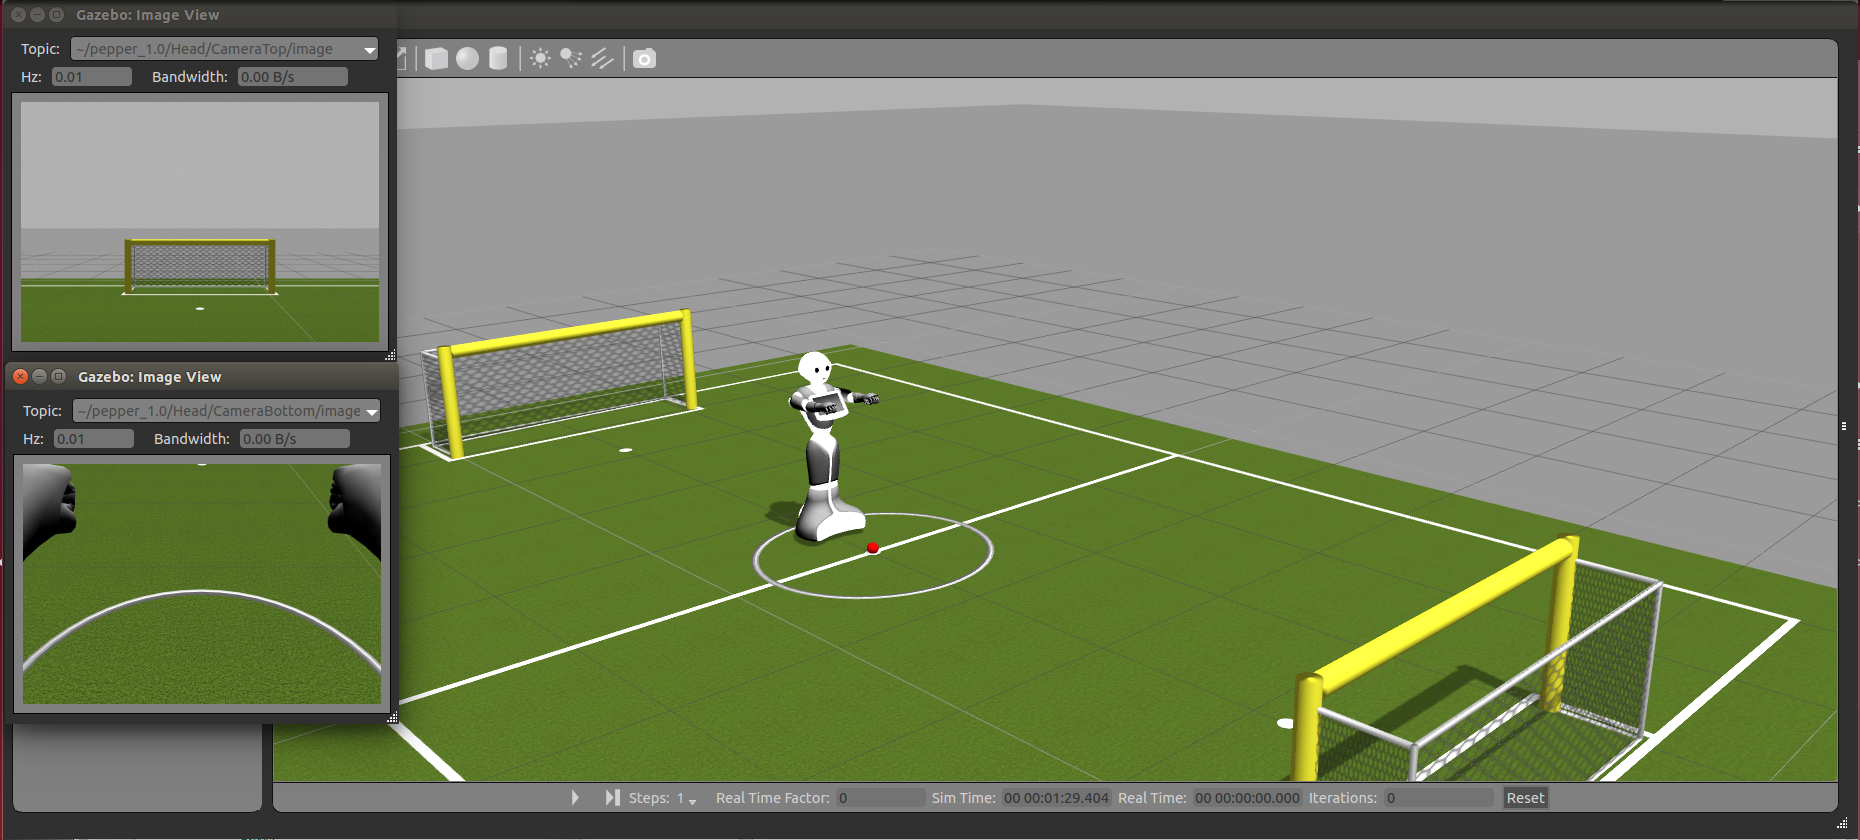 Gazebo: Image View
Topic: ~/pepper_1.0/Head/CameraTop/image
Hz: 0.01 Bandwidth: 0.00 B/s
Gazebo: Image View
Topic: ~/pepper_1.0/Head/CameraBottom/image
Hz: 0.01 Bandwidth: 0.00 B/s
Steps: 1 Real Time Factor: 0 Sim Time: 00 00:01:29.404 Real Time: 00 00:00:00.000 Iterations: 0 Reset